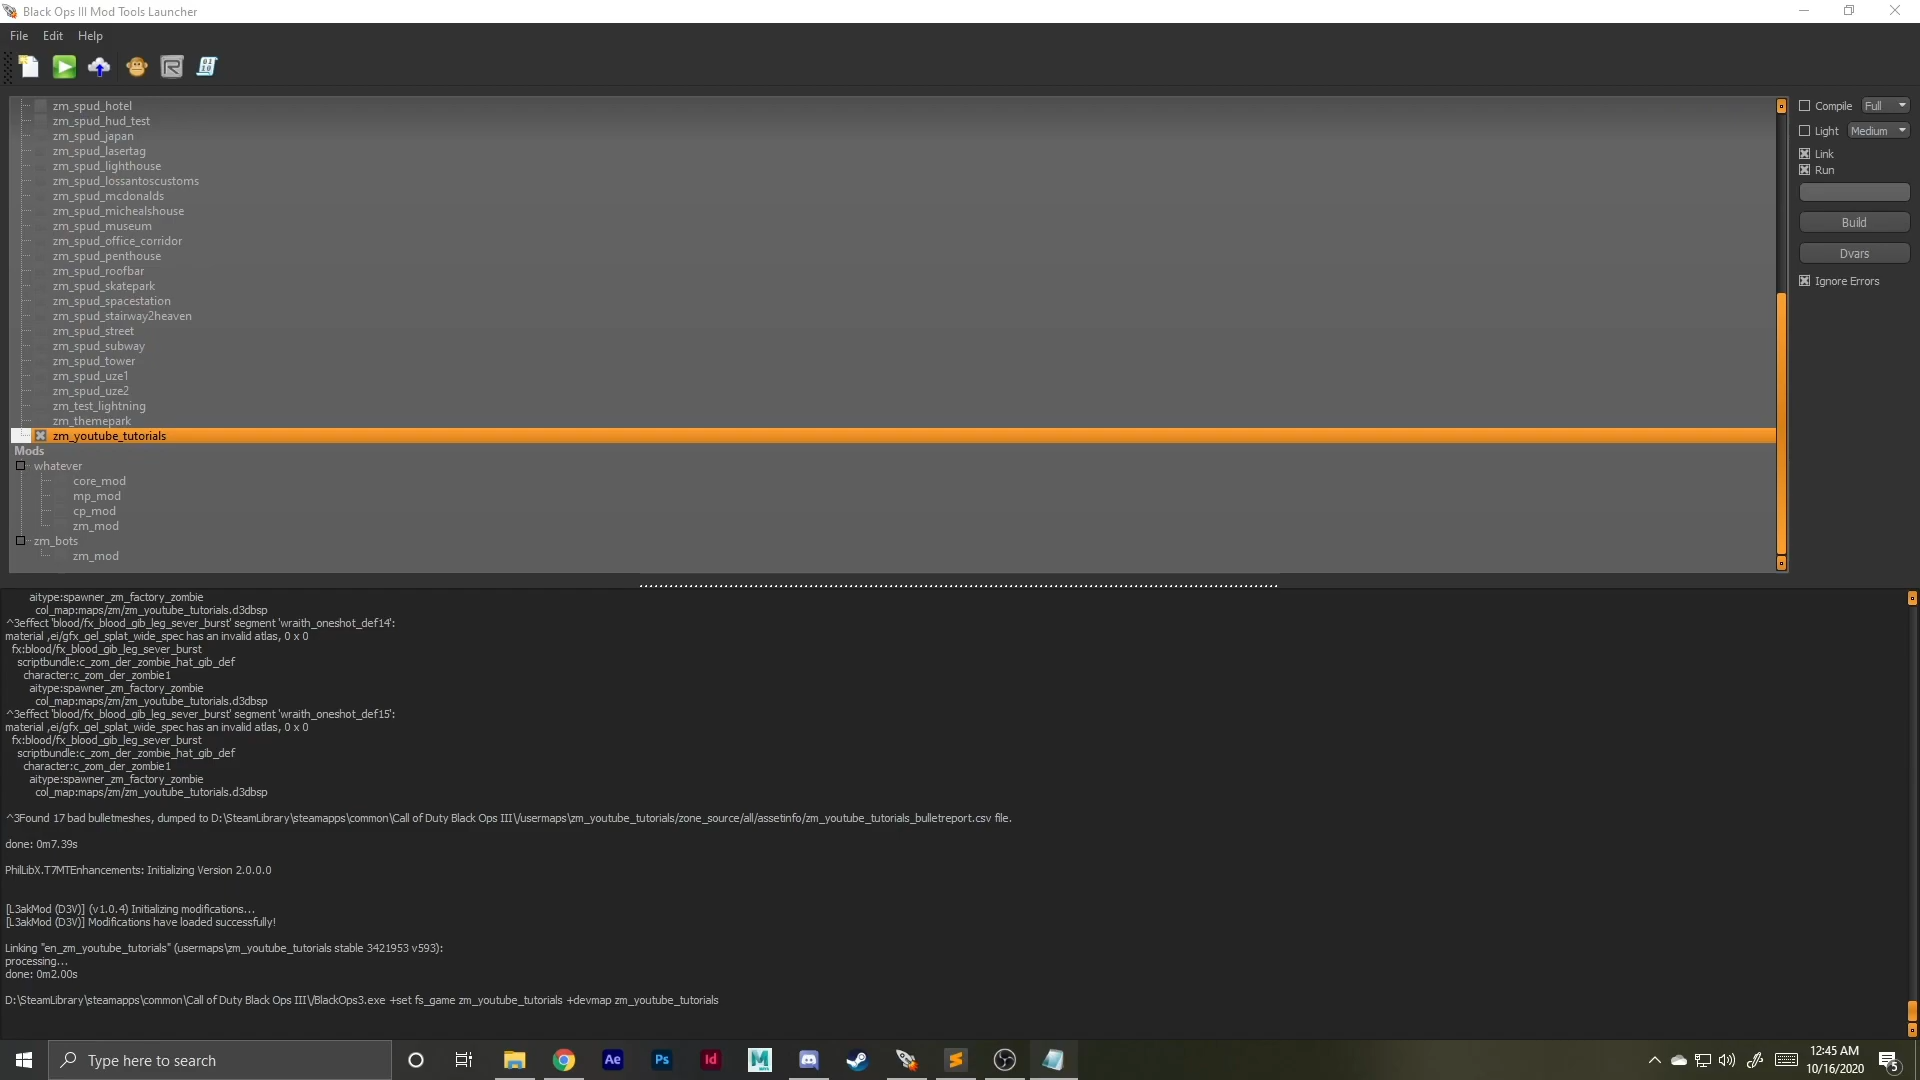 Black Ops III Mod Tools Launcher
File Edit Help
zm_spud_hotel
zm_spud_hud_test
zm_spud_japan
zm_spud_lasertag
zm_spud_lighthouse
zm_spud_lossantoscustoms
zm_spud_mcdonalds
zm_spud_michealshouse
zm_spud_museum
zm_spud_office_corridor
zm_spud_penthouse
zm_spud_roofbar
zm_spud_skatepark
zm_spud_spacestation
zm_spud_stairway2heaven
zm_spud_street
zm_spud_subway
zm_spud_tower
zm_spud_uze1
zm_spud_uze2
zm_test_lightning
zm_themepark
zm_youtube_tutorials
Mods
whatever
core_mod
mp_mod
cp_mod
zm_mod
zm_bots
zm_mod
Compile Full
Light Medium
Link
Run
Build
Dvars
Ignore Errors
aitype:spawner_zm_factory_zombie
col_map:maps/zm/zm_youtube_tutorials.d3dbsp
^3effect 'blood/fx_blood_gib_leg_sever_burst' segment 'wraith_oneshot_def14':
material ,ei/gfx_gel_splat_wide_spec has an invalid atlas, 0 x 0
fx:blood/fx_blood_gib_leg_sever_burst
scriptbundle:c_zom_der_zombie_hat_gib_def
character:c_zom_der_zombie1
aitype:spawner_zm_factory_zombie
col_map:maps/zm/zm_youtube_tutorials.d3dbsp
^3effect 'blood/fx_blood_gib_leg_sever_burst' segment 'wraith_oneshot_def15':
material ,ei/gfx_gel_splat_wide_spec has an invalid atlas, 0 x 0
fx:blood/fx_blood_gib_leg_sever_burst
scriptbundle:c_zom_der_zombie_hat_gib_def
character:c_zom_der_zombie1
aitype:spawner_zm_factory_zombie
col_map:maps/zm/zm_youtube_tutorials.d3dbsp
^3Found 17 bad bulletmeshes, dumped to D:\SteamLibrary\steamapps\common\Call of Duty Black Ops III\/usermaps\zm_youtube_tutorials/zone_source/all/assetinfo/zm_youtube_tutorials_bulletreport.csv file.
done: 0m7.39s
PhilLibX.T7MTEnhancements: Initializing Version 2.0.0.0
[L3akMod (D3V)] (v1.0.4) Initializing modifications...
[L3akMod (D3V)] Modifications have loaded successfully!
Linking "en_zm_youtube_tutorials" (usermaps\zm_youtube_tutorials stable 3421953 v593):
processing...
done: 0m2.00s
D:\SteamLibrary\steamapps\common\Call of Duty Black Ops III\/BlackOps3.exe +set fs_game zm_youtube_tutorials +devmap zm_youtube_tutorials
Type here to search
Ae
Ps
Id
12:45 AM
10/16/2020
5